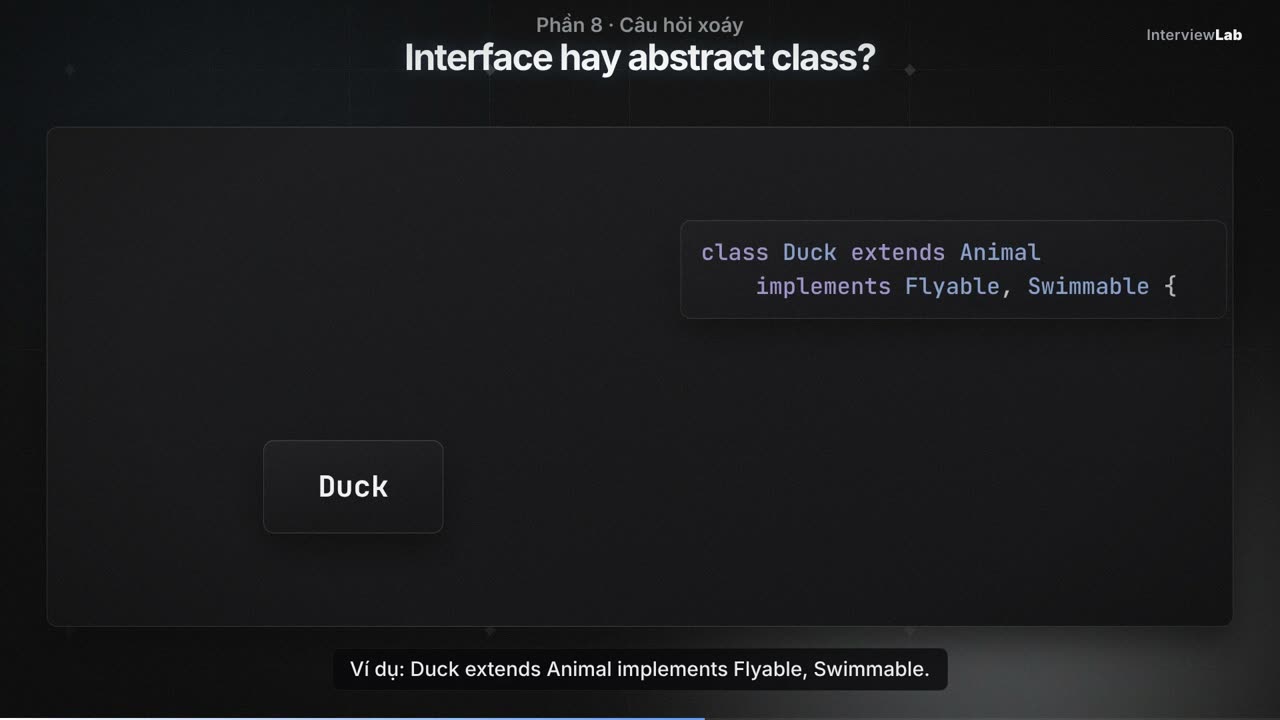 Phần 8 · Câu hỏi xoáy
Interface hay abstract class?
InterviewLab
class Duck extends Animal
implements Flyable, Swimmable {
Duck
Ví dụ: Duck extends Animal implements Flyable, Swimmable.